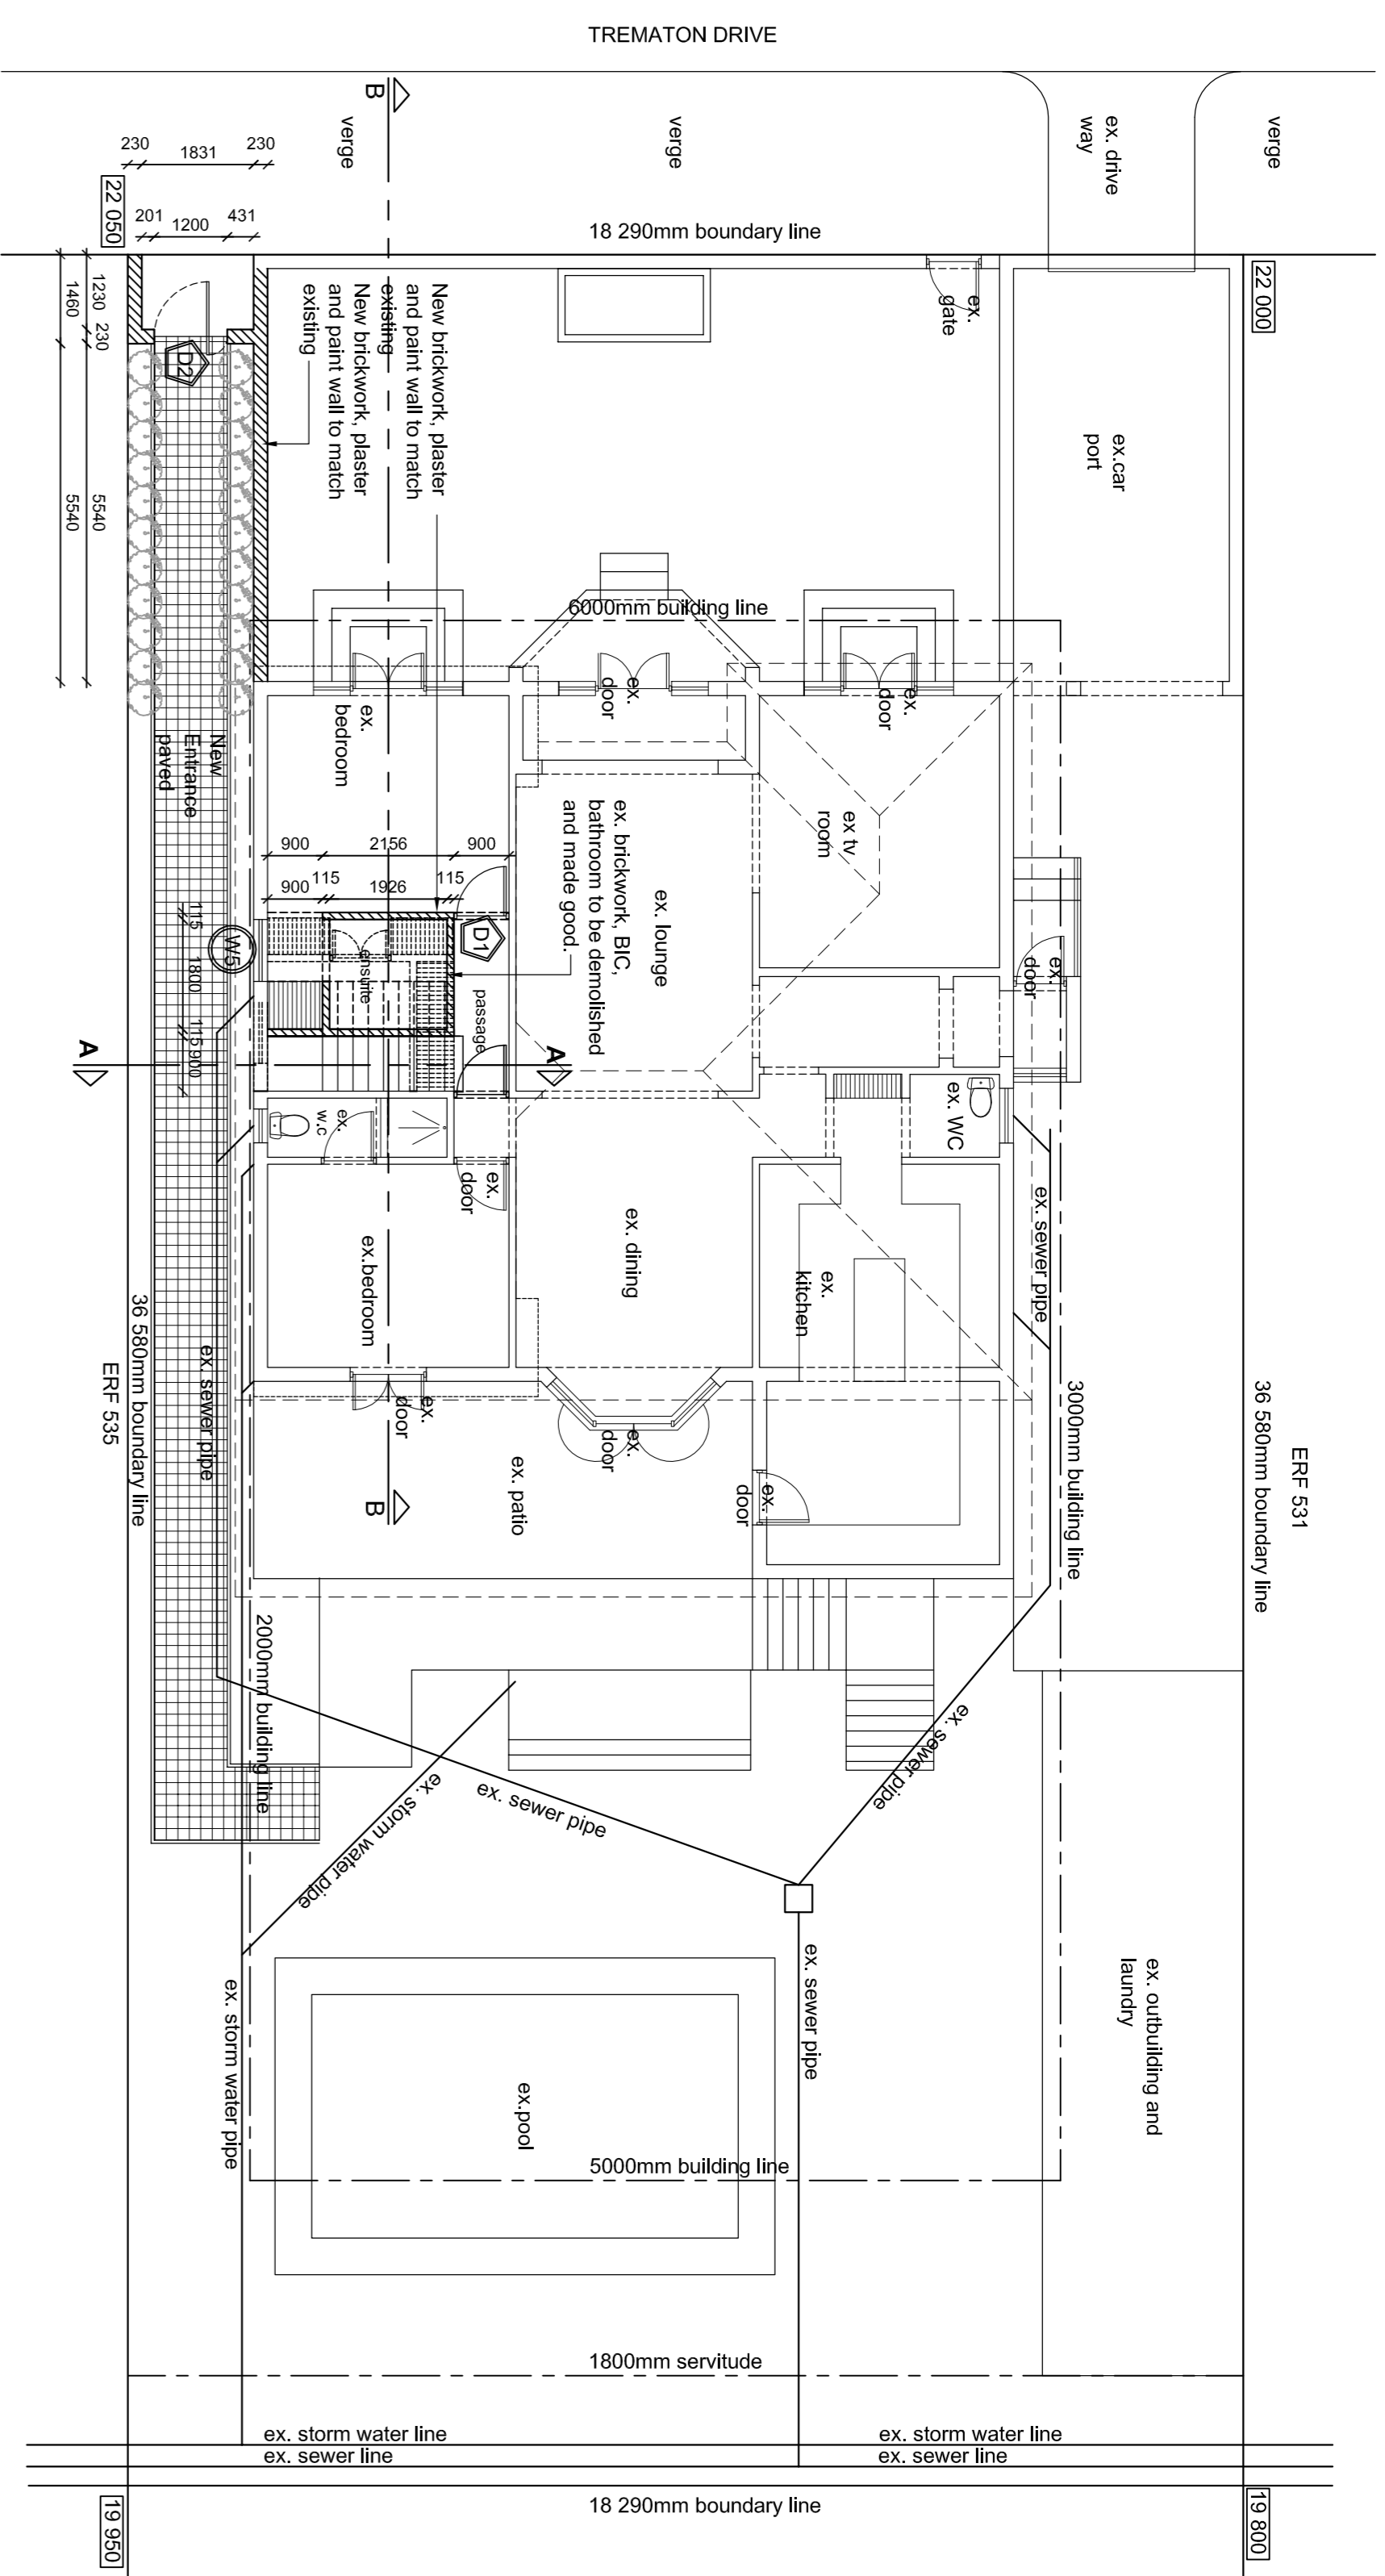 TREMATON DRIVE
B
verge
verge
ex. drive
way
verge
230
1831
230
22 050
201
1200
431
18 290mm boundary line
22 000
1230
230
1460
5540
5540
D2
New brickwork, plaster
and paint wall to match
existing
New brickwork, plaster
and paint wall to match
existing
ex.
gate
ex.car
port
6000mm building line
ex.
door
ex.
door
ex.
bedroom
New
Entrance
paved
ex. brickwork, BIC,
bathroom to be demolished
and made good.
ex. lounge
ex tv
room
900
2156
900
900
115
1926
115
D1
ensuite
passage
W5
115
1800
115
900
ex.
door
A
A
ex.
w.c
ex. WC
ex.
door
ex. dining
ex.
kitchen
ex. sewer pipe
ex.bedroom
36 580mm boundary line
ERF 535
ex. sewer pipe
ex.
door
ex.
door
ex. patio
B
ex.
door
3000mm building line
36 580mm boundary line
ERF 531
2000mm building line
ex. storm water pipe
ex. sewer pipe
ex. sewer pipe
ex. storm water pipe
ex. sewer pipe
ex.pool
ex. outbuilding and
laundry
5000mm building line
1800mm servitude
ex. storm water line
ex. storm water line
ex. sewer line
ex. sewer line
18 290mm boundary line
19 950
19 800